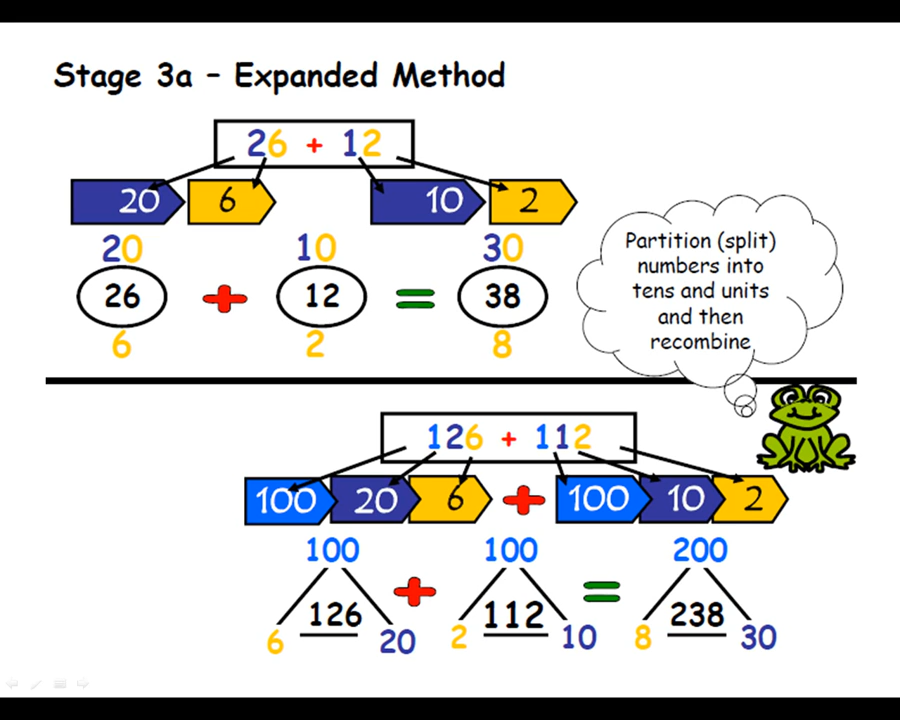 Stage 3a – Expanded Method
26 + 12
20 6 10 2
20 10 30
26 + 12 = 38
6 2 8
Partition (split)
numbers into
tens and units
and then
recombine
126 + 112
100 20 6 + 100 10 2
100 100 200
126 + 112 = 238
6 20 2 10 8 30